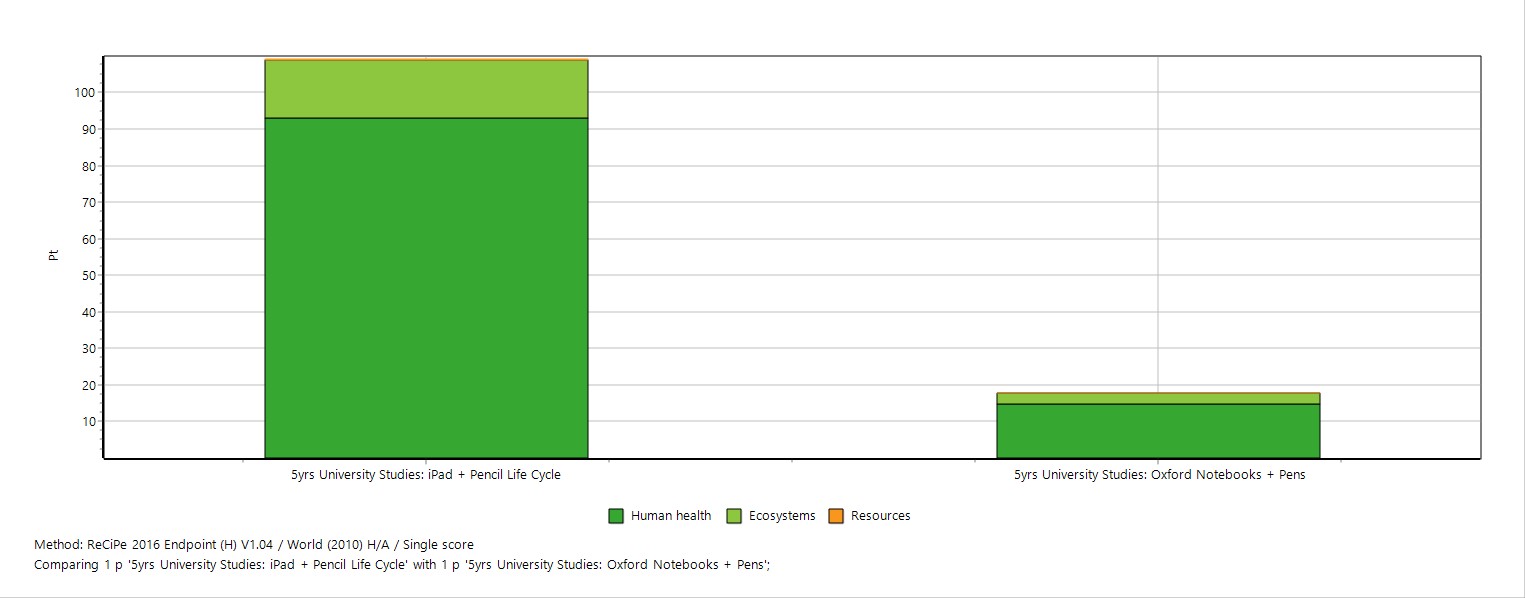 100
90
80
70
60
Pt
50
40
30
20
10
5yrs University Studies: iPad + Pencil Life Cycle
5yrs University Studies: Oxford Notebooks + Pens
Human health Ecosystems Resources
Method: ReCiPe 2016 Endpoint (H) V1.04 / World (2010) H/A / Single score
Comparing 1 p '5yrs University Studies: iPad + Pencil Life Cycle' with 1 p '5yrs University Studies: Oxford Notebooks + Pens';